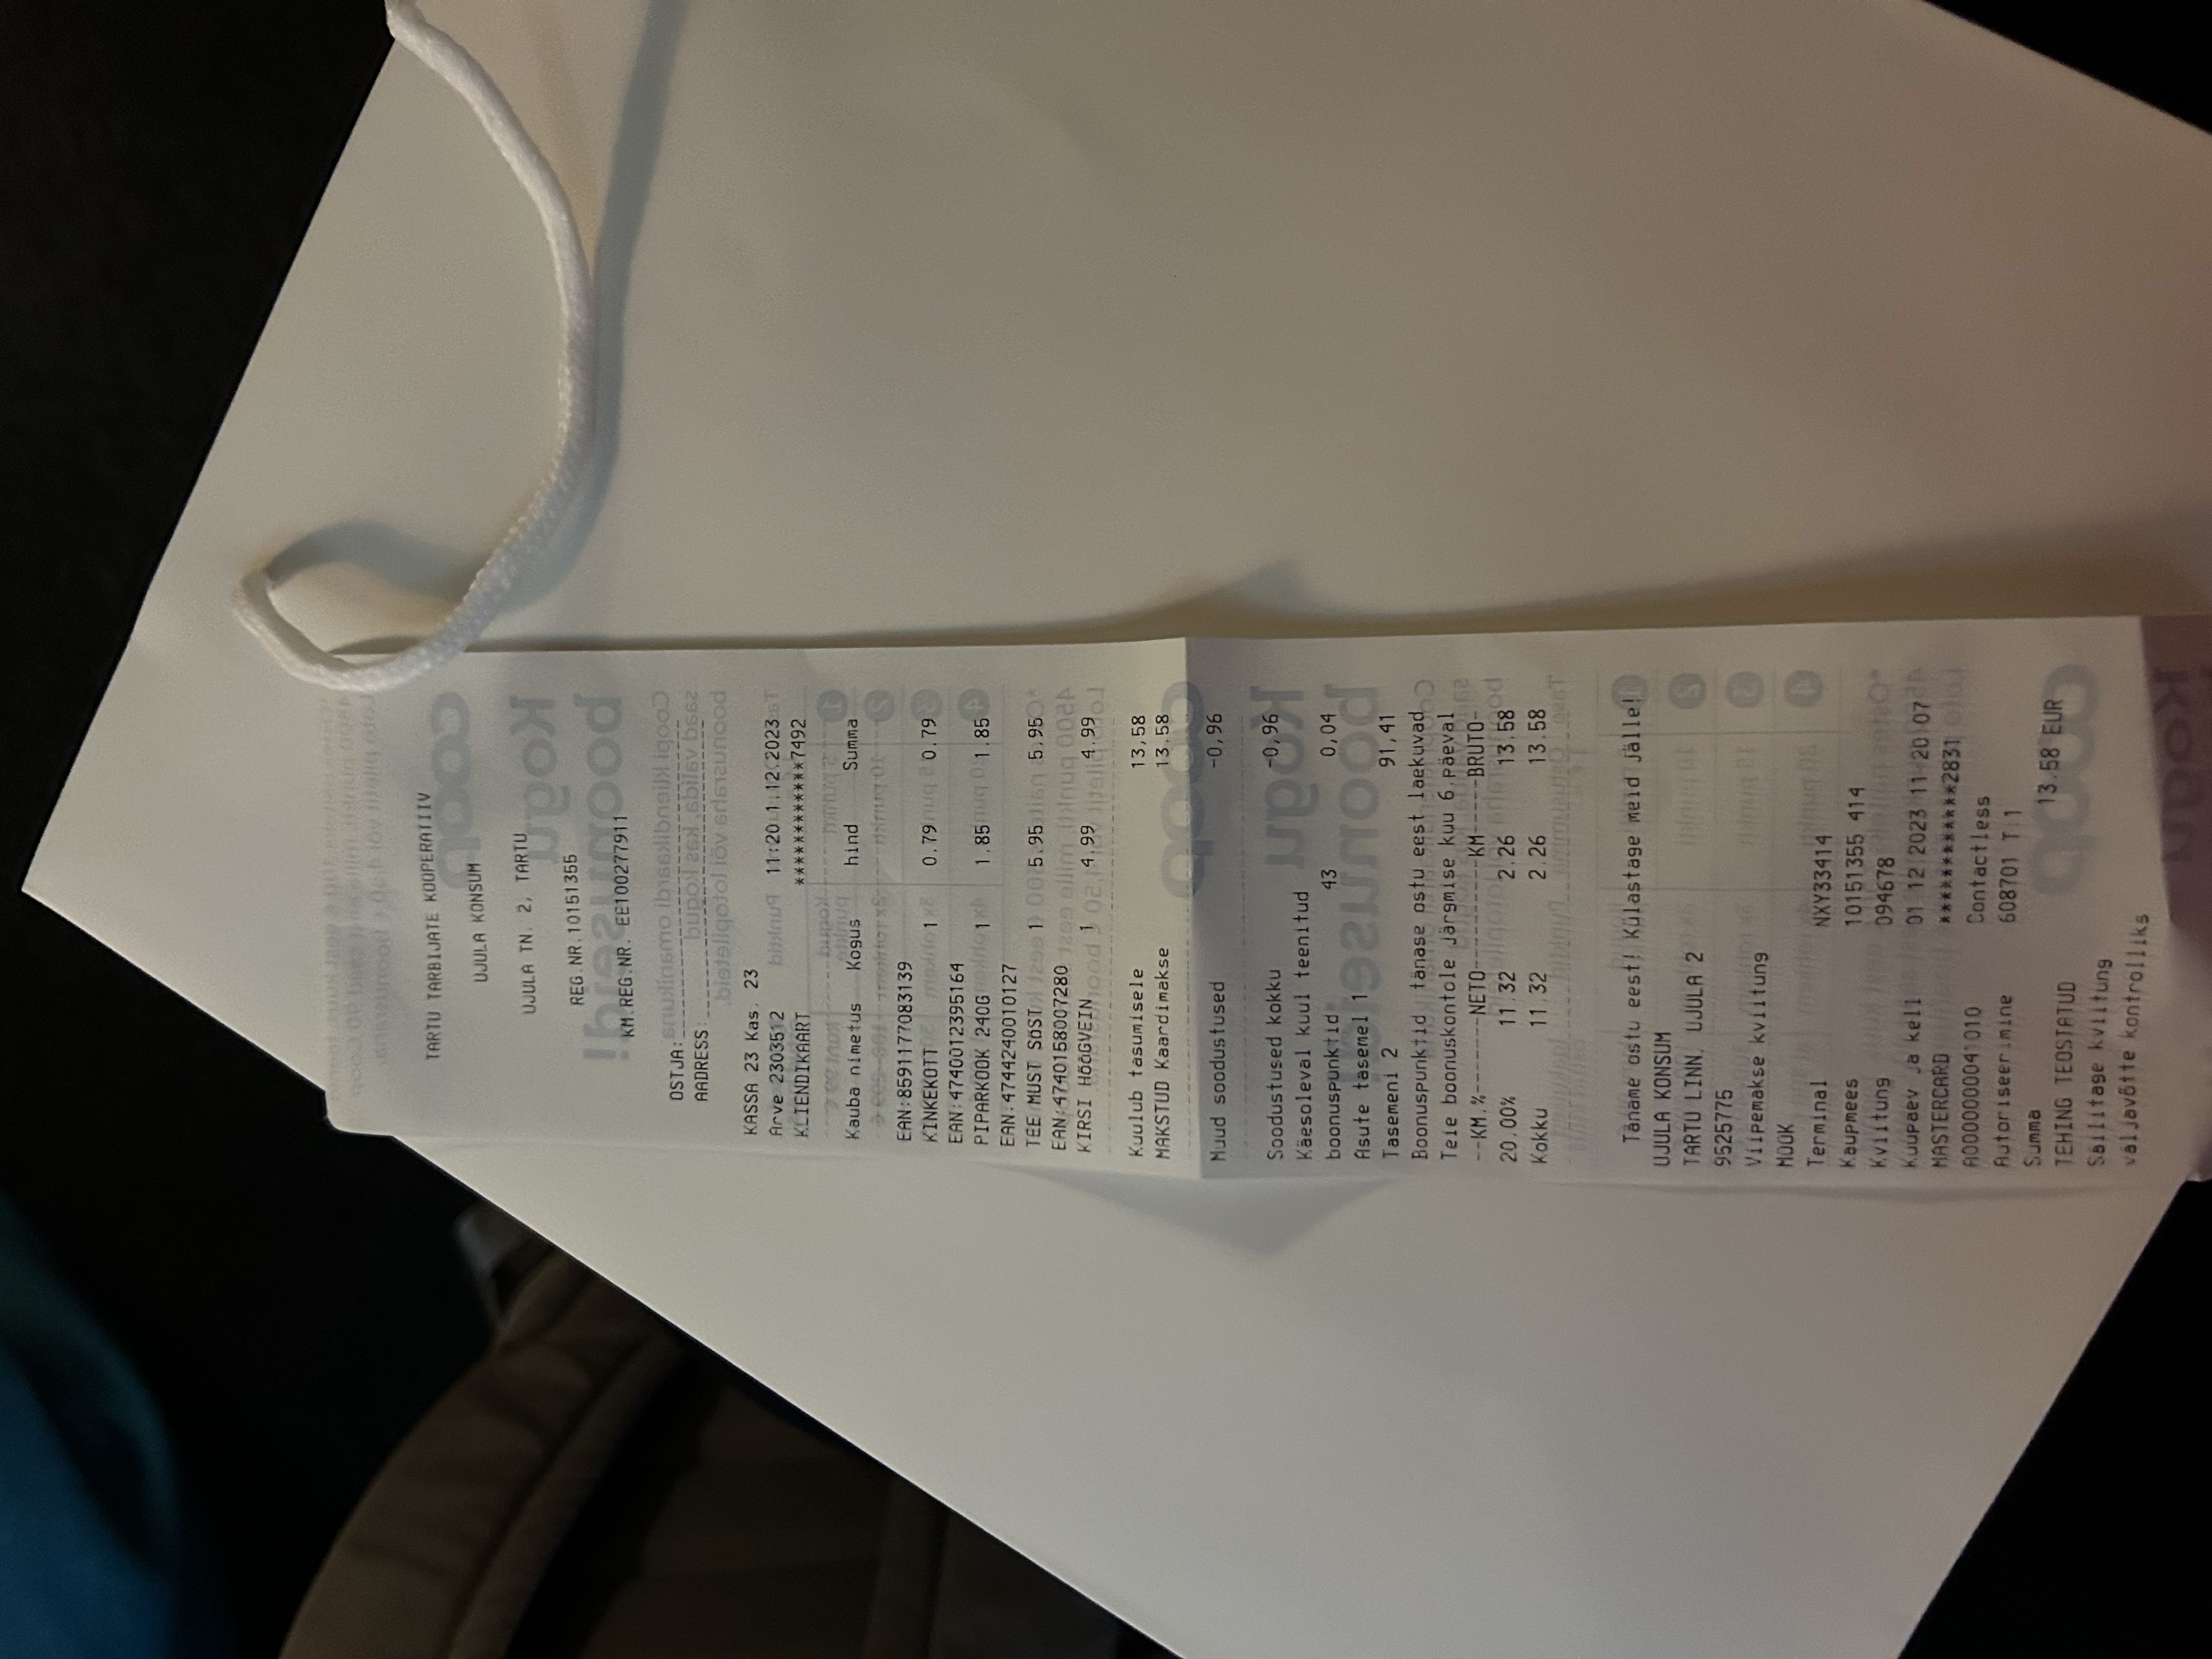 TARTU TARBIJATE KOOPERATIIV
UJULA KONSUM
UJULA TN. 2, TARTU
REG.NR.10151355
KM.REG.NR. EE100277911
OSTJA:
AADRESS:
KASSA 23 Kas. 23
Arve 2303512 11:20 1.12.2023
KLIENDIKAART ************7492
Kauba nimetus Kogus hind Summa
EAN:8591177083139
KINKEKOTT 1 0.79 0.79
EAN:4740012395164
PIPARKOOK 240G 1 1.85 1.85
EAN:4744240010127
TEE MUST SÕST 1 5.95 5.95
EAN:4740158007280
KIRSI HÕÕGVEIN 1 4.99 4.99
Kuulub tasumisele 13,58
MAKSTUD Kaardimakse 13.58
Muud soodustused -0,96
Soodustused kokku -0,96
Käesoleval kuul teenitud
boonuspunktid 43 0,04
Asute tasemel 1
Tasemeni 2 91,41
Boonuspunktid tänase ostu eest laekuvad
Teie boonuskontole järgmise kuu 6.päeval
--KM.%-------NETO----------KM-----BRUTO-
20.00% 11.32 2.26 13.58
Kokku 11.32 2.26 13.58
Täname ostu eest! Külastage meid jälle!
UJULA KONSUM
TARTU LINN, UJULA 2
9525775
Viipemakse kviitung
MÜÜK
Terminal NXY33414
Kaupmees 10151355 414
Kviitung 094678
Kuupäev ja kell 01 12 2023 11 20 07
MASTERCARD ************2831
A0000000041010 Contactless
Autoriseerimine 608701 T 1
Summa 13.58 EUR
TEHING TEOSTATUD
Säilitage kviitung
väljavõtte kontrolliks